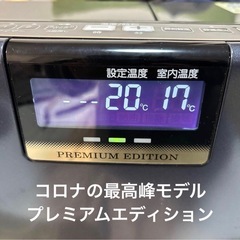 設定温度 室内温度
--- 20℃ 17℃
PREMIUM EDITION
コロナの最高峰モデル
プレミアムエディション